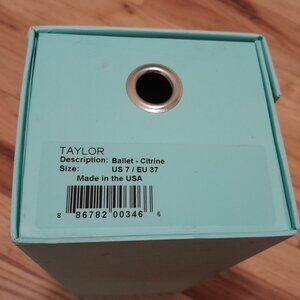 TAYLOR
Description: Ballet - Citrine
Size: US 7 / EU 37
Made in the USA
8 86782 00346 6